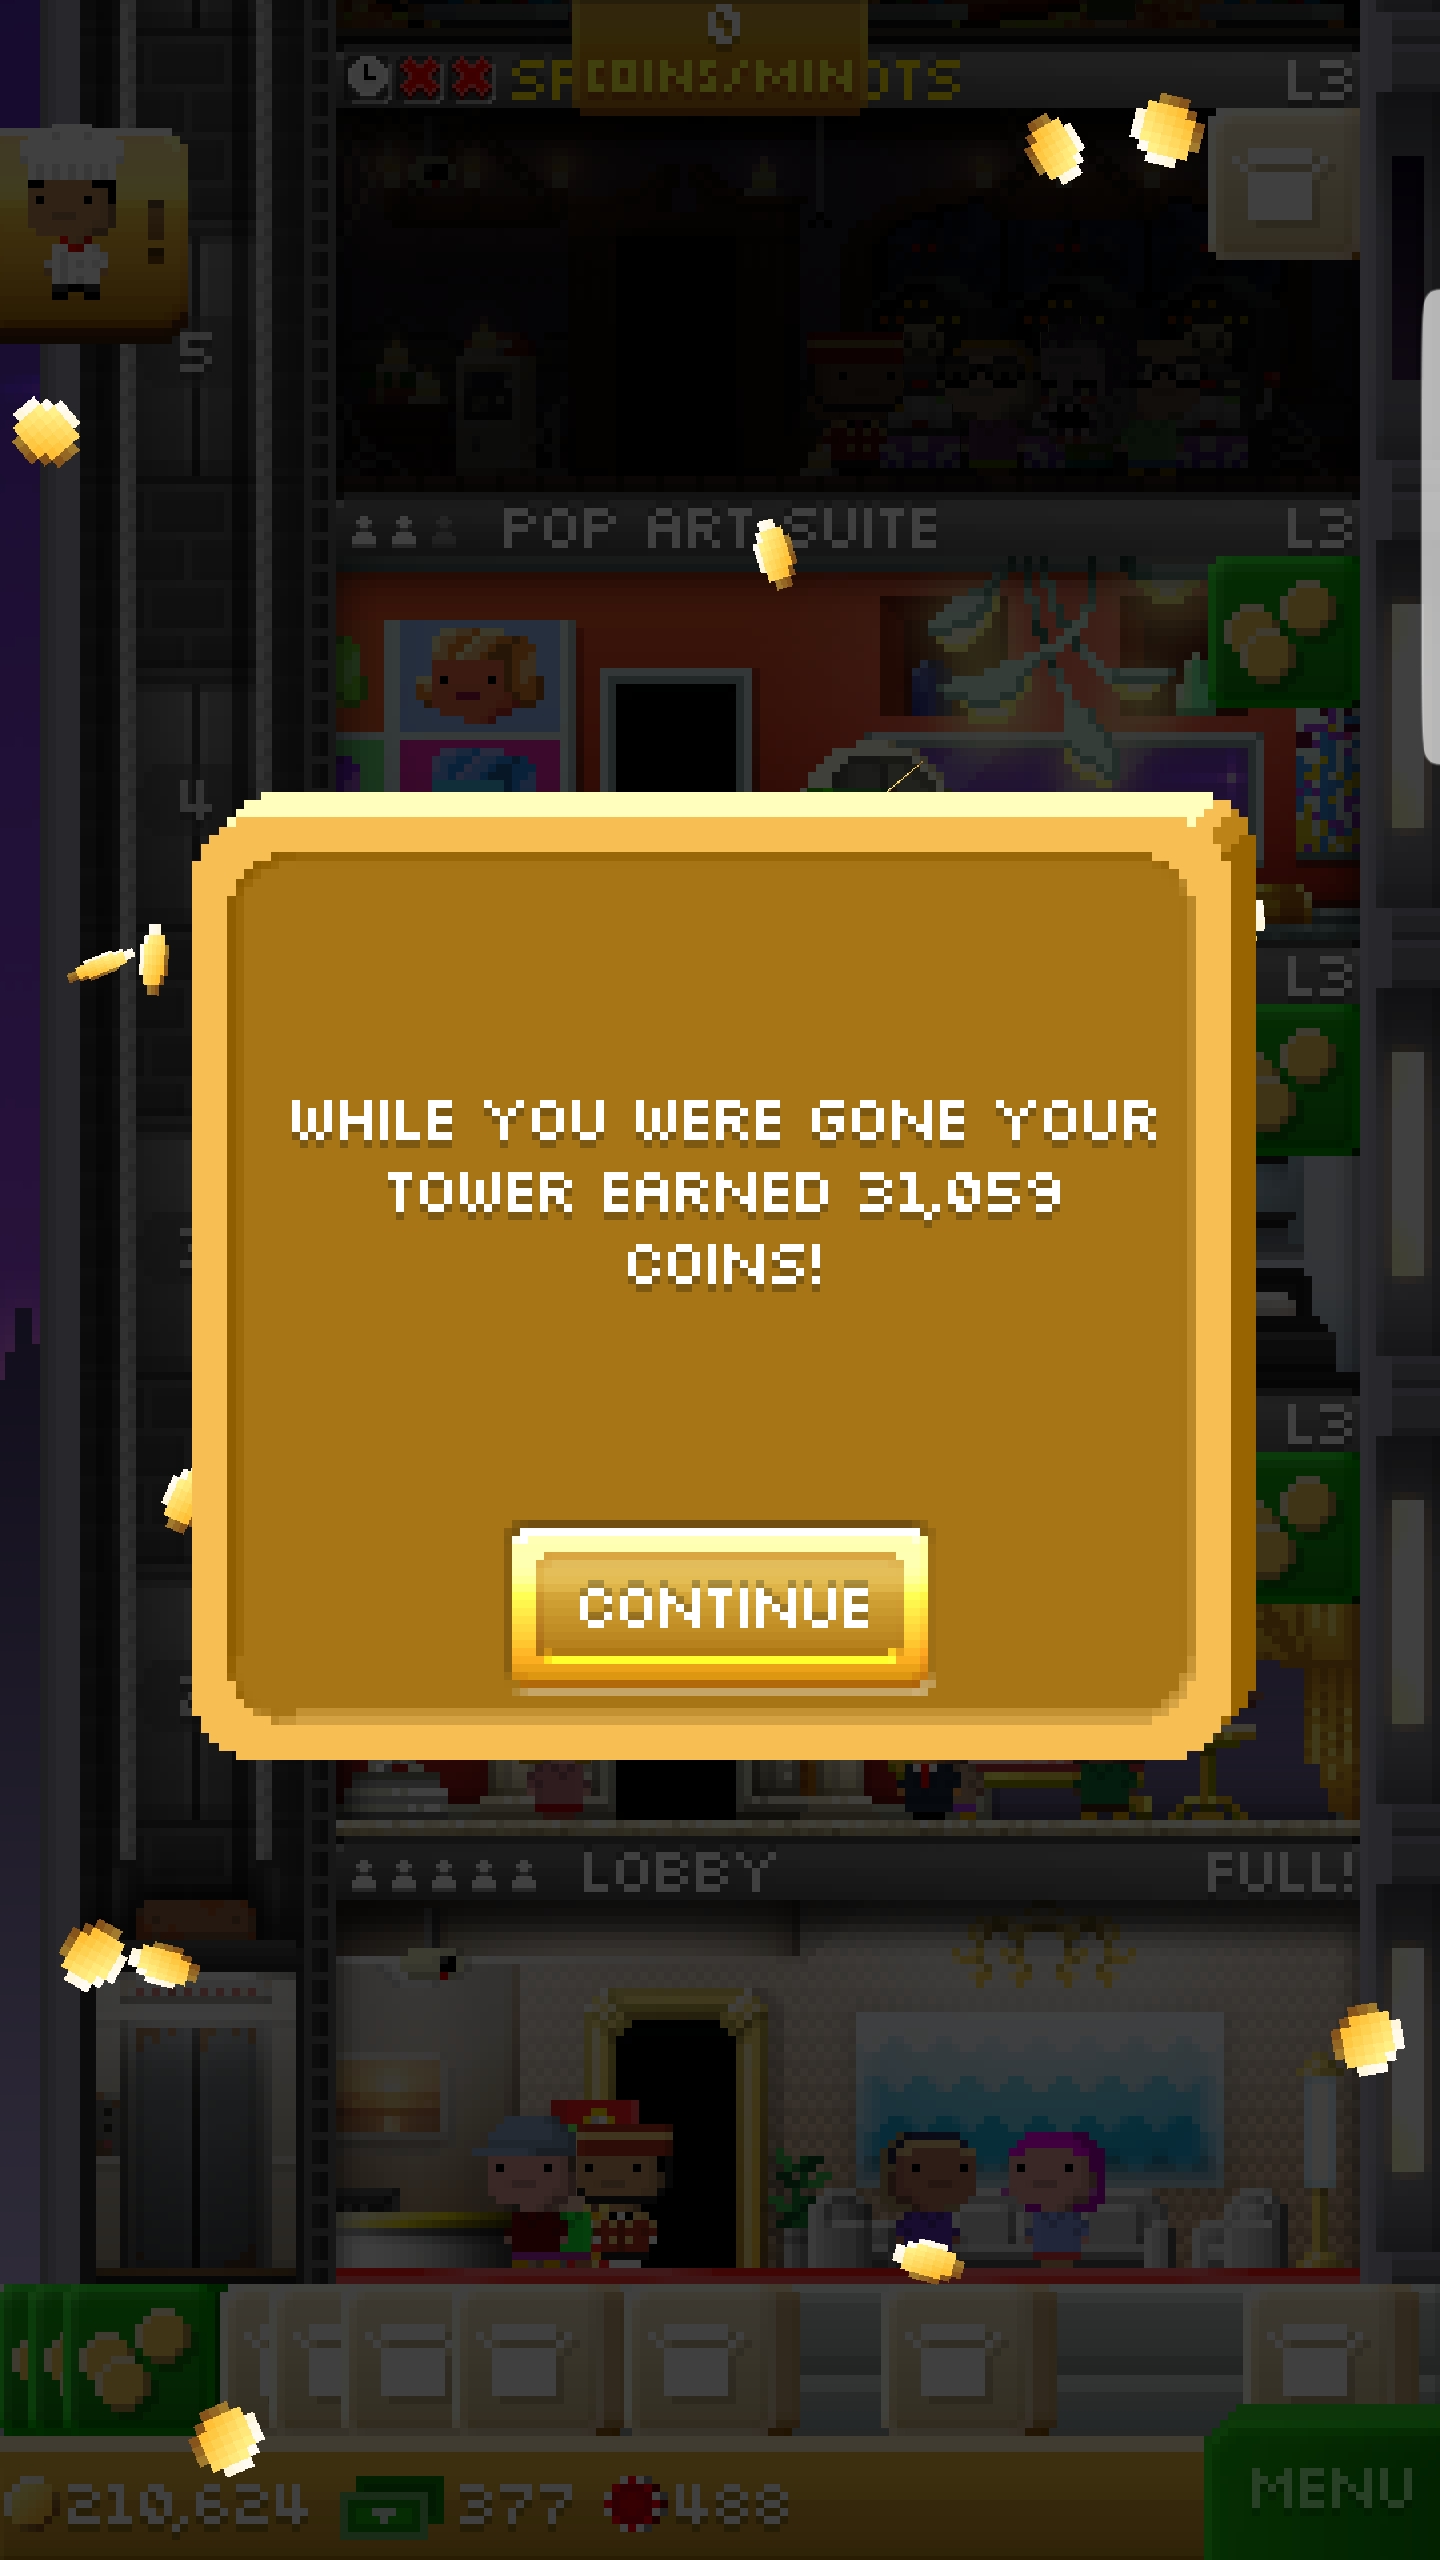 0
COINS/MIN
L3
5
POP ART SUITE
L3
4
L3
WHILE YOU WERE GONE YOUR
TOWER EARNED 31,059
COINS!
L3
CONTINUE
LOBBY
FULL!
210,624
377
488
MENU